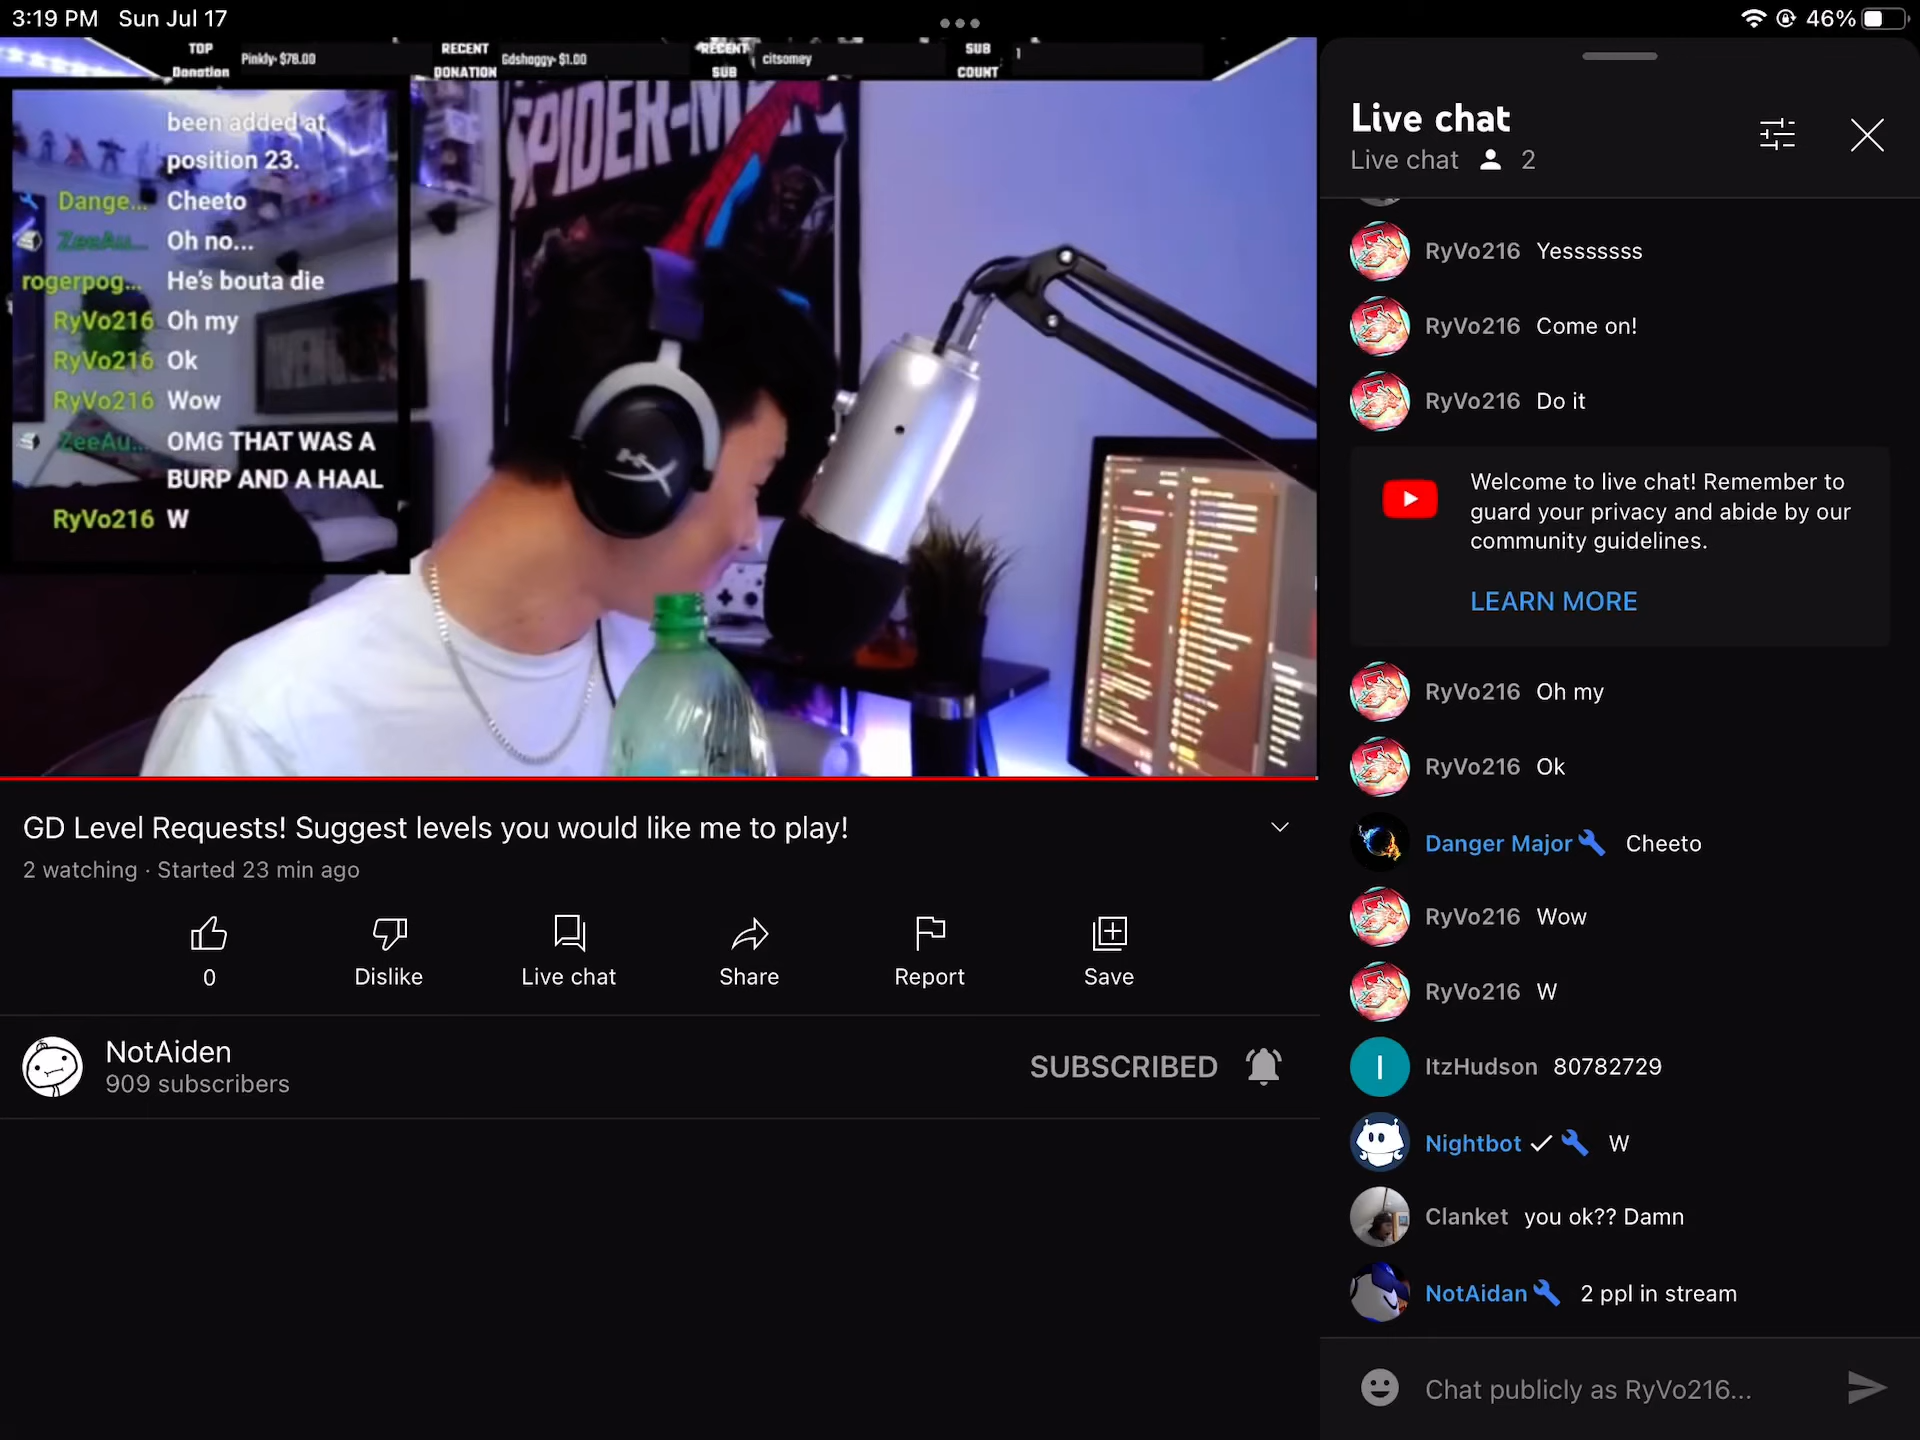 3:19 PM Sun Jul 17
46%
TOP Donation Pinkly- $78.00
RECENT DONATION Gdshaggy- $1.00
RECENT SUB citsomey
SUB COUNT 1
SPIDER-M
been added at
position 23.
Dange... Cheeto
ZeeAu... Oh no...
rogerpog... He's bouta die
RyVo216 Oh my
RyVo216 Ok
RyVo216 Wow
ZeeAu... OMG THAT WAS A
BURP AND A HAAL
RyVo216 W
GD Level Requests! Suggest levels you would like me to play!
2 watching · Started 23 min ago
0
Dislike
Live chat
Share
Report
Save
NotAiden
909 subscribers
SUBSCRIBED
Live chat
Live chat 2
RyVo216 Yesssssss
RyVo216 Come on!
RyVo216 Do it
Welcome to live chat! Remember to
guard your privacy and abide by our
community guidelines.
LEARN MORE
RyVo216 Oh my
RyVo216 Ok
Danger Major Cheeto
RyVo216 Wow
RyVo216 W
I
ItzHudson 80782729
Nightbot W
Clanket you ok?? Damn
NotAidan 2 ppl in stream
Chat publicly as RyVo216...